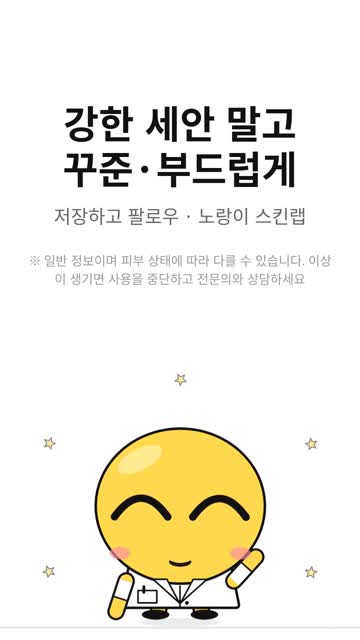 강한 세안 말고
꾸준·부드럽게
저장하고 팔로우 · 노랑이 스킨랩
※ 일반 정보이며 피부 상태에 따라 다를 수 있습니다. 이상
이 생기면 사용을 중단하고 전문의와 상담하세요